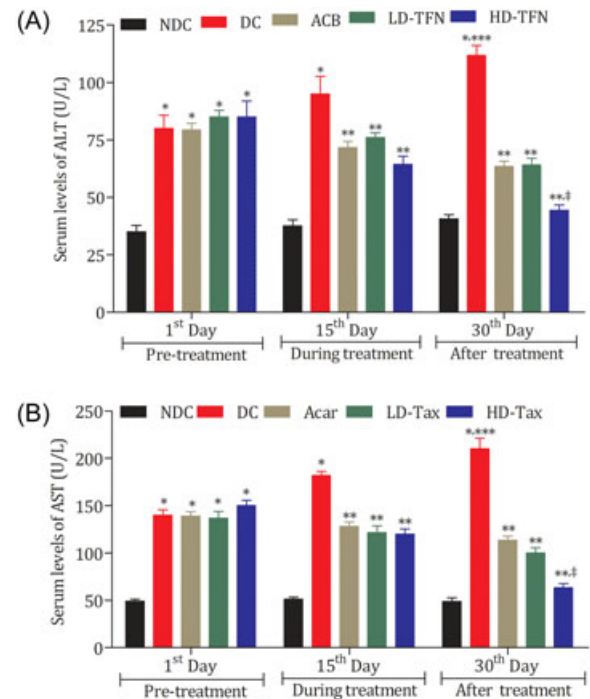 (A)
NDC DC ACB LD-TFN HD-TFN
Serum levels of ALT (U/L)
125
100
75
50
25
0
* * * *
* ** ** **
*,*** ** ** **,‡
1st Day 15th Day 30th Day
Pre-treatment During treatment After treatment
(B)
NDC DC Acar LD-Tax HD-Tax
Serum levels of AST (U/L)
250
200
150
100
50
0
* * * *
* ** ** **
*,*** ** ** **,‡
1st Day 15th Day 30th Day
Pre-treatment During treatment After treatment